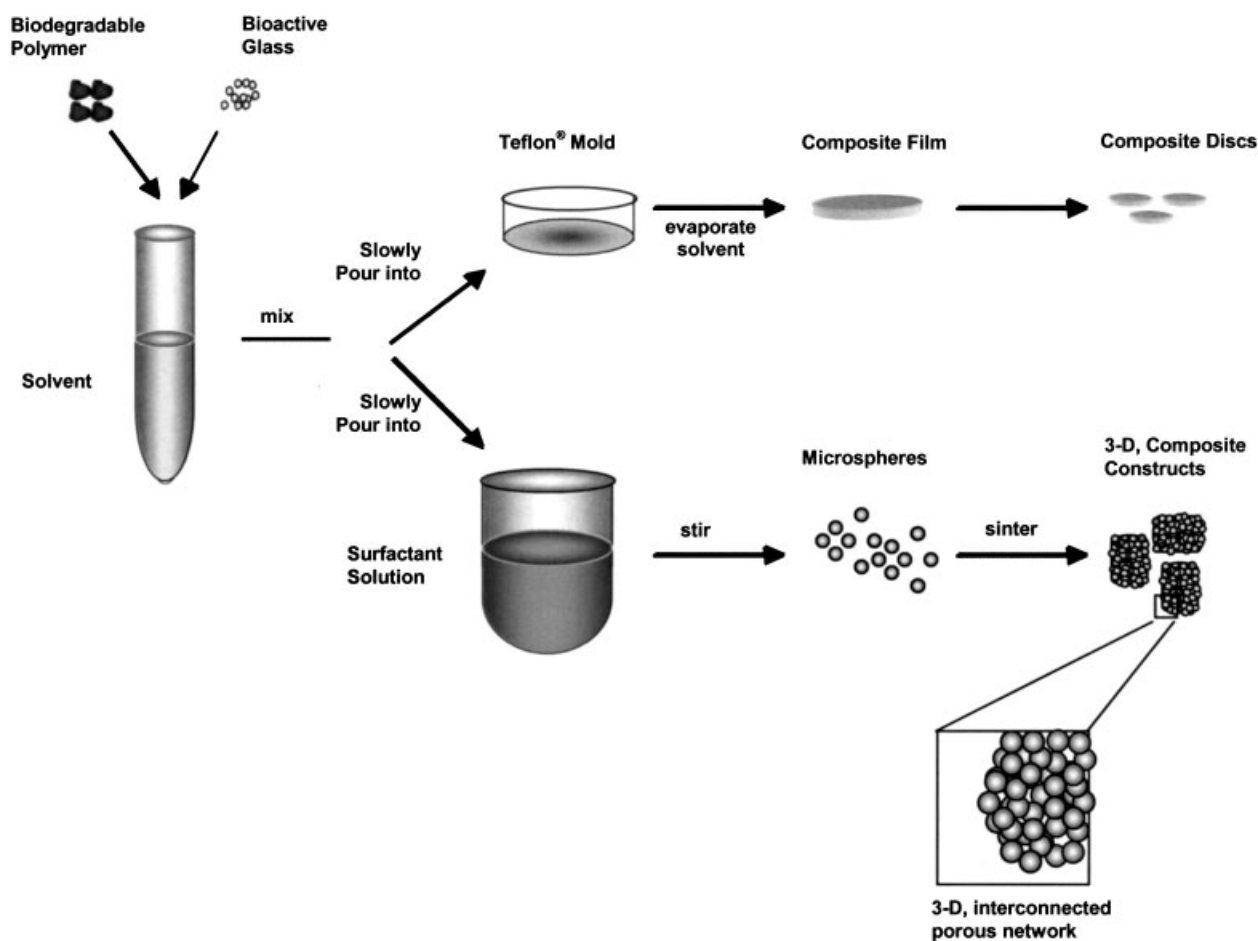 Biodegradable
Polymer
Bioactive
Glass
Solvent
mix
Slowly
Pour into
Teflon® Mold
evaporate
solvent
Composite Film
Composite Discs
Slowly
Pour into
Surfactant
Solution
stir
Microspheres
sinter
3-D, Composite
Constructs
3-D, interconnected
porous network